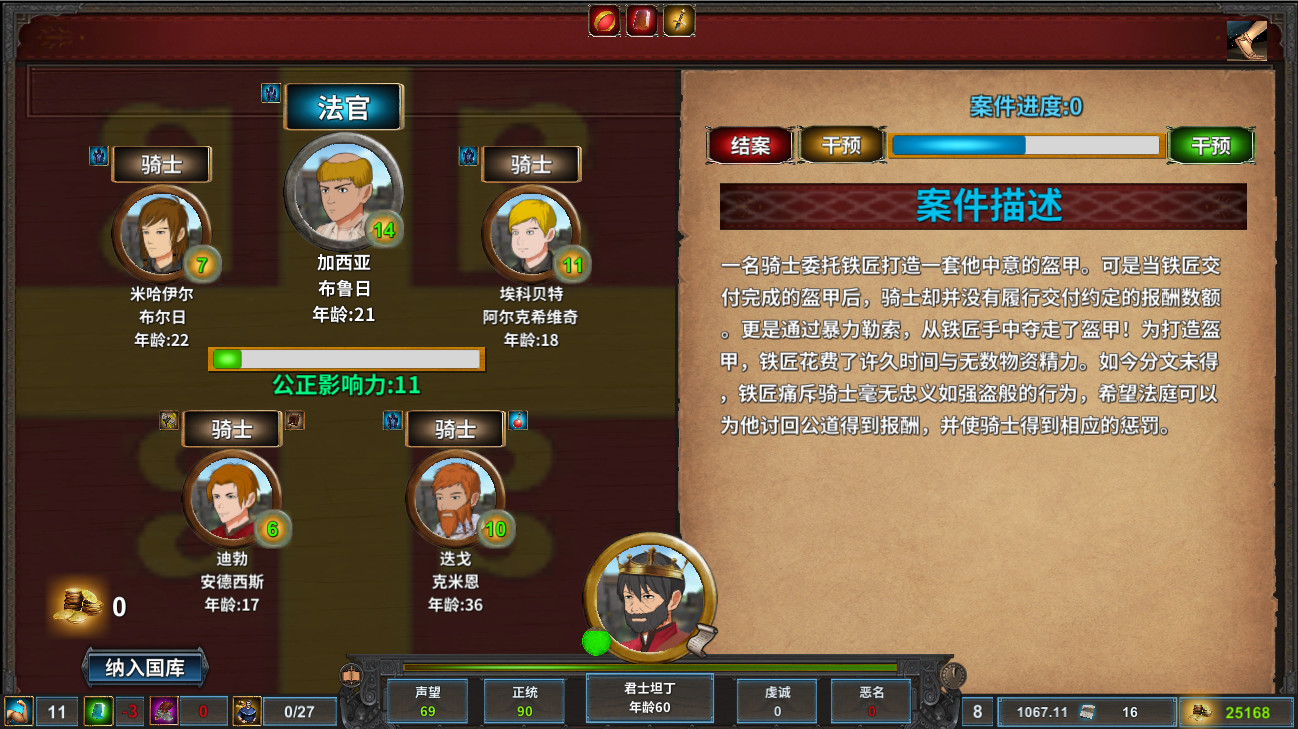 法官
骑士
骑士
14
7
11
加西亚
布鲁日
年龄:21
米哈伊尔
布尔日
年龄:22
埃科贝特
阿尔克希维奇
年龄:18
公正影响力:11
骑士
骑士
6
10
迪勃
安德西斯
年龄:17
迭戈
克米恩
年龄:36
0
纳入国库
案件进度:0
结案
干预
干预
案件描述
一名骑士委托铁匠打造一套他中意的盔甲。可是当铁匠交
付完成的盔甲后，骑士却并没有履行交付约定的报酬数额
。更是通过暴力勒索，从铁匠手中夺走了盔甲！为打造盔
甲，铁匠花费了许久时间与无数物资精力。如今分文未得
，铁匠痛斥骑士毫无忠义如强盗般的行为，希望法庭可以
为他讨回公道得到报酬，并使骑士得到相应的惩罚。
11
-3
0
0/27
声望
69
正统
90
君士坦丁
年龄60
虔诚
0
恶名
0
8
1067.11
16
25168